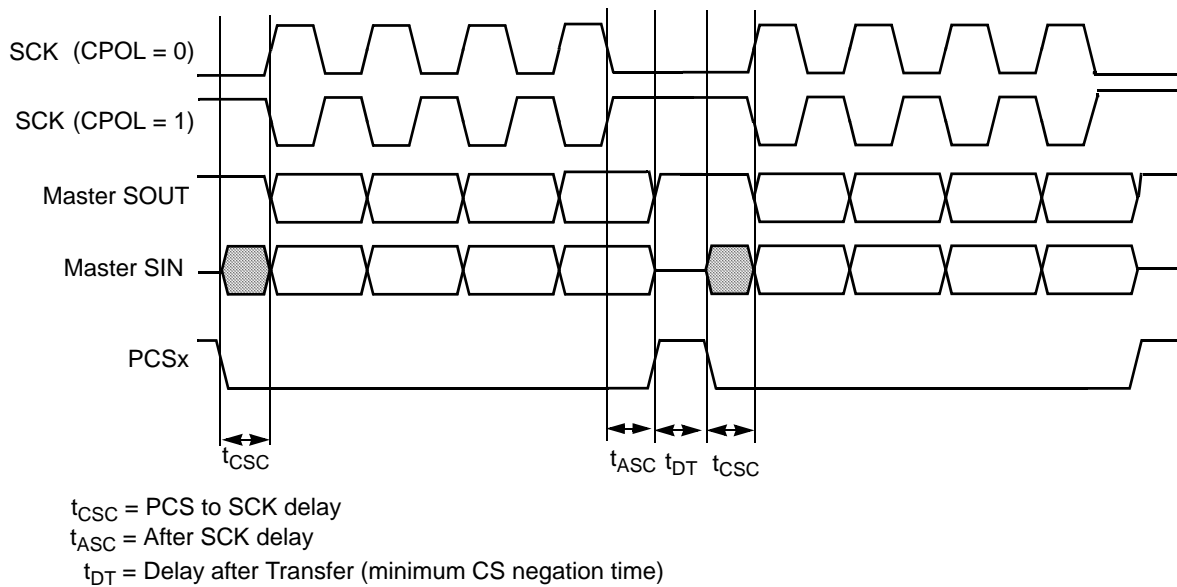 SCK (CPOL = 0)
SCK (CPOL = 1)
Master SOUT
Master SIN
PCSx
tCSC
tASC tDT tCSC
tCSC = PCS to SCK delay
tASC = After SCK delay
tDT = Delay after Transfer (minimum CS negation time)